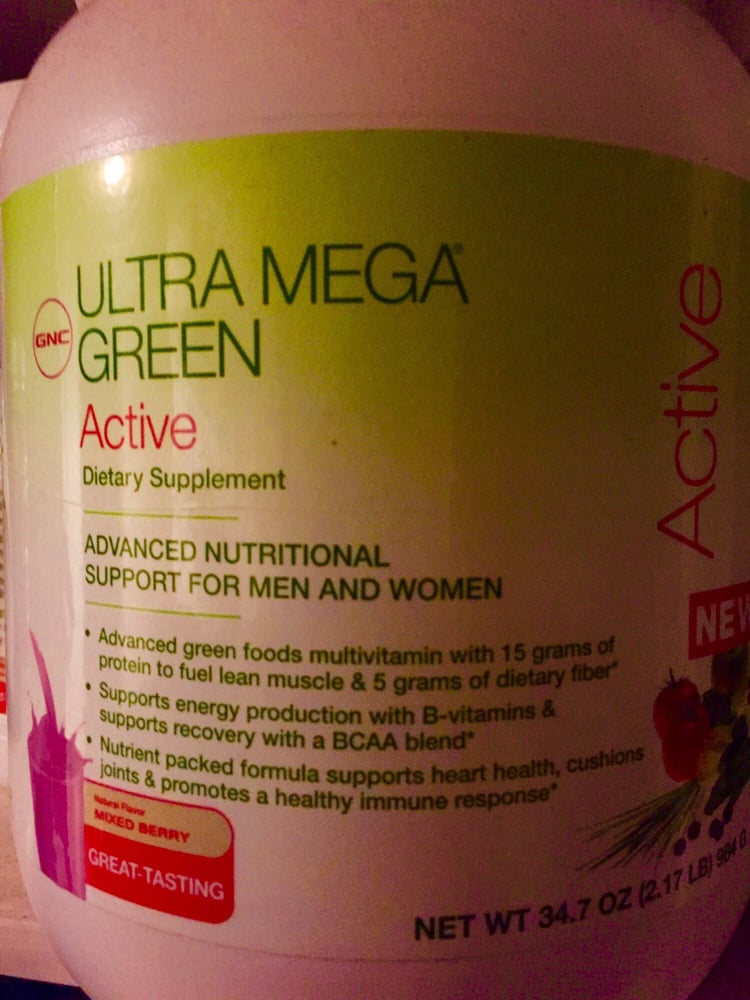 GNC
ULTRA MEGA®
GREEN
Active
Dietary Supplement
ADVANCED NUTRITIONAL
SUPPORT FOR MEN AND WOMEN
• Advanced green foods multivitamin with 15 grams of
protein to fuel lean muscle & 5 grams of dietary fiber*
• Supports energy production with B-vitamins &
supports recovery with a BCAA blend*
• Nutrient packed formula supports heart health, cushions
joints & promotes a healthy immune response*
Natural Flavor
MIXED BERRY
GREAT-TASTING
Active
NET WT 34.7 OZ (2.17 LB) 984 G